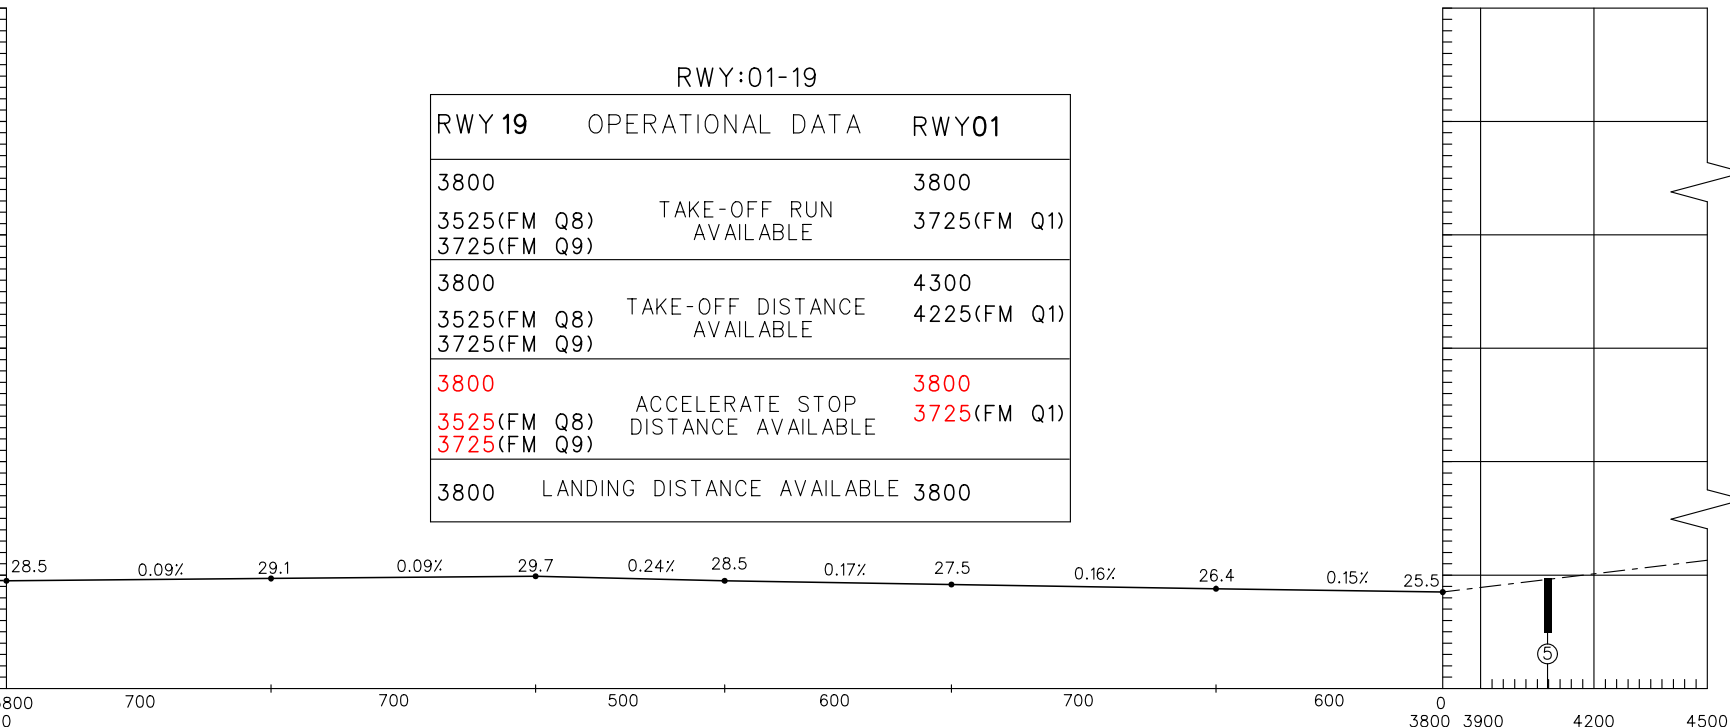 RWY:01-19
RWY 19 OPERATIONAL DATA RWY01
3800 3800
3525(FM Q8) TAKE-OFF RUN 3725(FM Q1)
3725(FM Q9) AVAILABLE
3800 4300
3525(FM Q8) TAKE-OFF DISTANCE 4225(FM Q1)
3725(FM Q9) AVAILABLE
3800 3800
3525(FM Q8) ACCELERATE STOP 3725(FM Q1)
3725(FM Q9) DISTANCE AVAILABLE
3800 LANDING DISTANCE AVAILABLE 3800
28.5 0.09% 29.1 0.09% 29.7 0.24% 28.5 0.17% 27.5 0.16% 26.4 0.15% 25.5
5
800 700 700 500 600 700 600 0
0 3800 3900 4200 4500